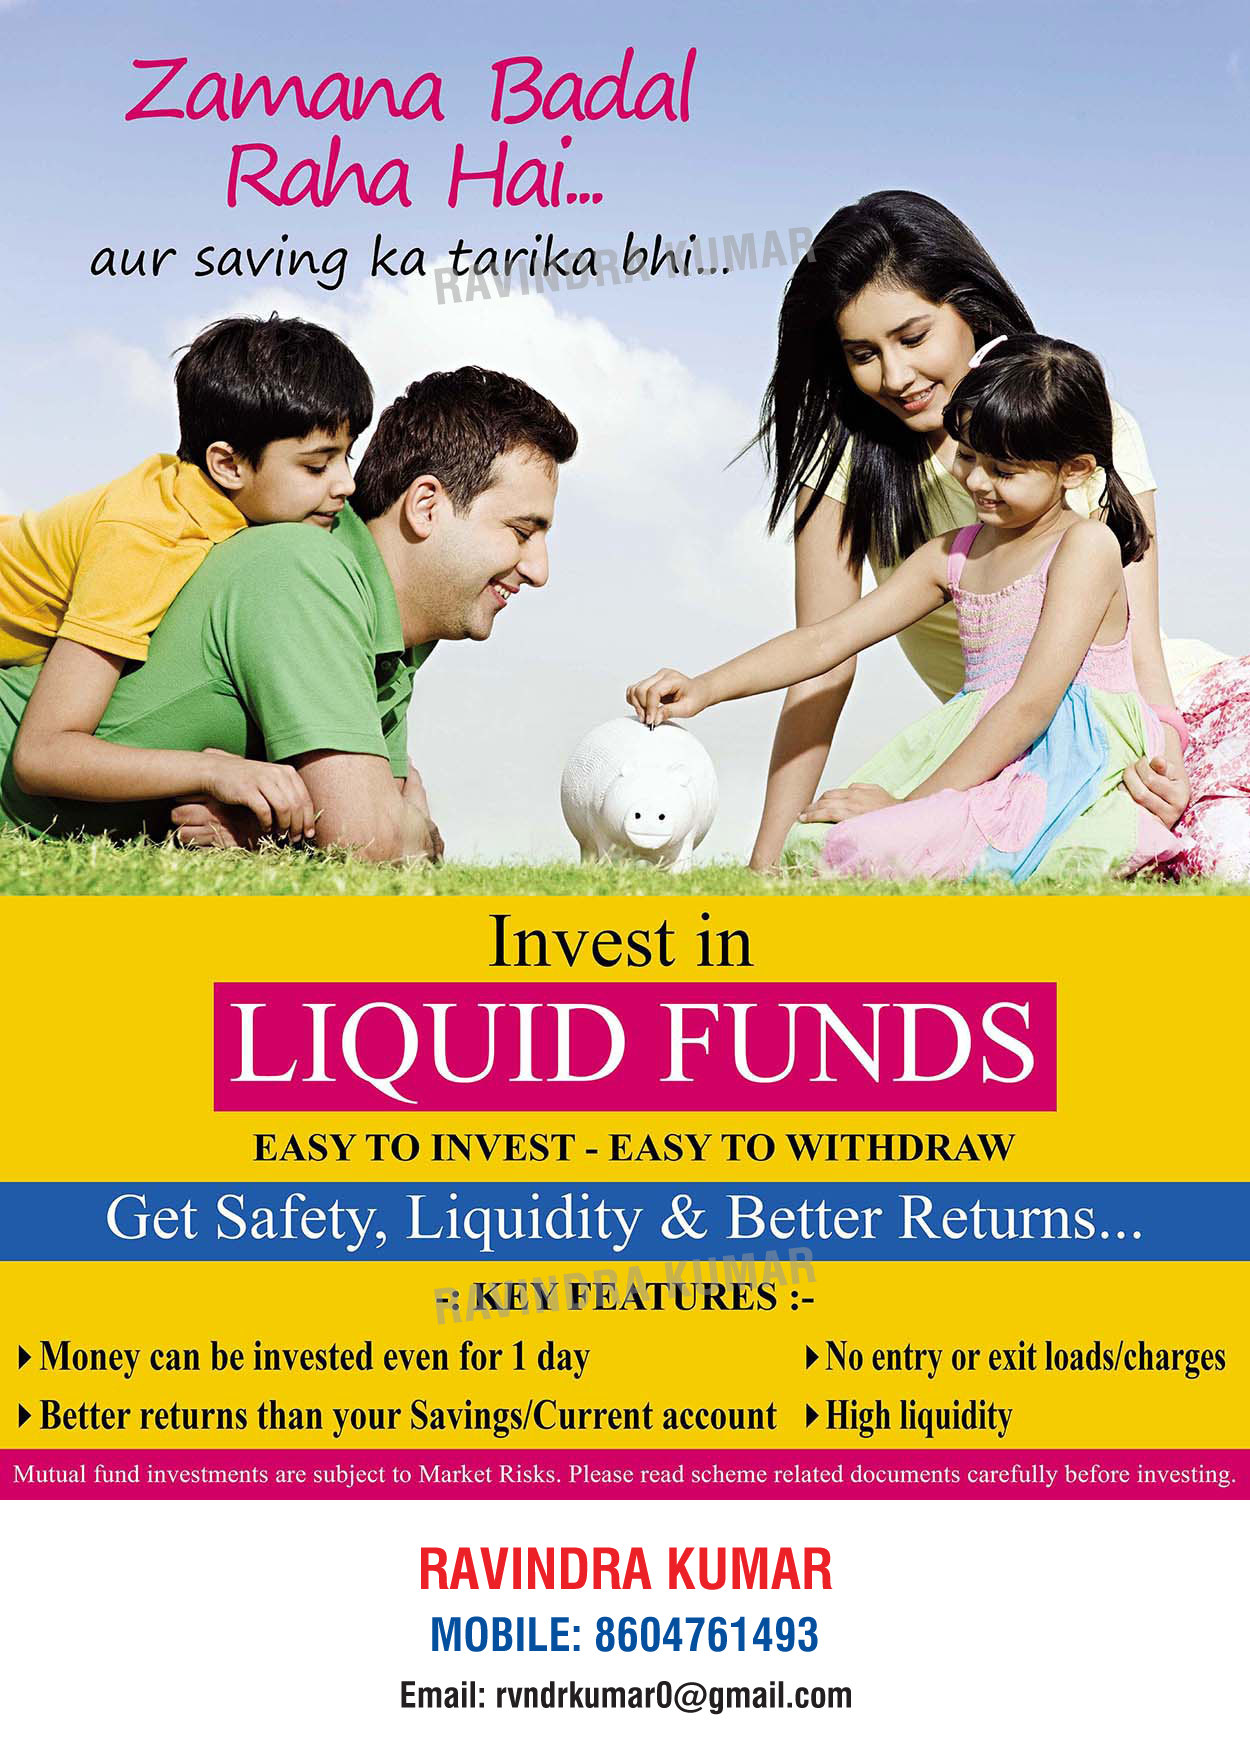 Zamana Badal
Raha Hai...
aur saving ka tarika bhi...
RAVINDRA KUMAR
Invest in
LIQUID FUNDS
EASY TO INVEST - EASY TO WITHDRAW
Get Safety, Liquidity & Better Returns...
RAVINDRA KUMAR
-: KEY FEATURES :-
Money can be invested even for 1 day
No entry or exit loads/charges
Better returns than your Savings/Current account
High liquidity
Mutual fund investments are subject to Market Risks. Please read scheme related documents carefully before investing.
RAVINDRA KUMAR
MOBILE: 8604761493
Email: rvndrkumar0@gmail.com